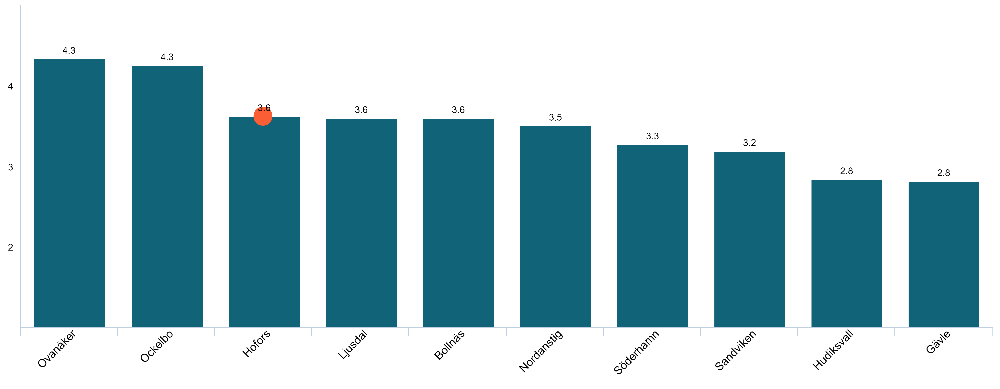 4.3
4.3
4
3.6
3.6
3.6
3.5
3.3
3.2
3
2.8
2.8
2
Ovanåker
Ockelbo
Hofors
Ljusdal
Bollnäs
Nordanstig
Söderhamn
Sandviken
Hudiksvall
Gävle